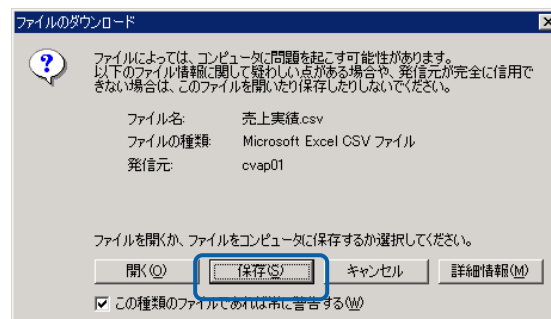 ファイルのダウンロード
ファイルによっては、コンピュータに問題を起こす可能性があります。
以下のファイル情報に関して疑わしい点がある場合や、発信元が完全に信用で
きない場合は、このファイルを開いたり保存したりしないでください。
ファイル名: 売上実績.csv
ファイルの種類: Microsoft Excel CSV ファイル
発信元: cvap01
ファイルを開くか、ファイルをコンピュータに保存するか選択してください。
開く(O) 保存(S) キャンセル 詳細情報(M)
この種類のファイルであれば常に警告する(W)